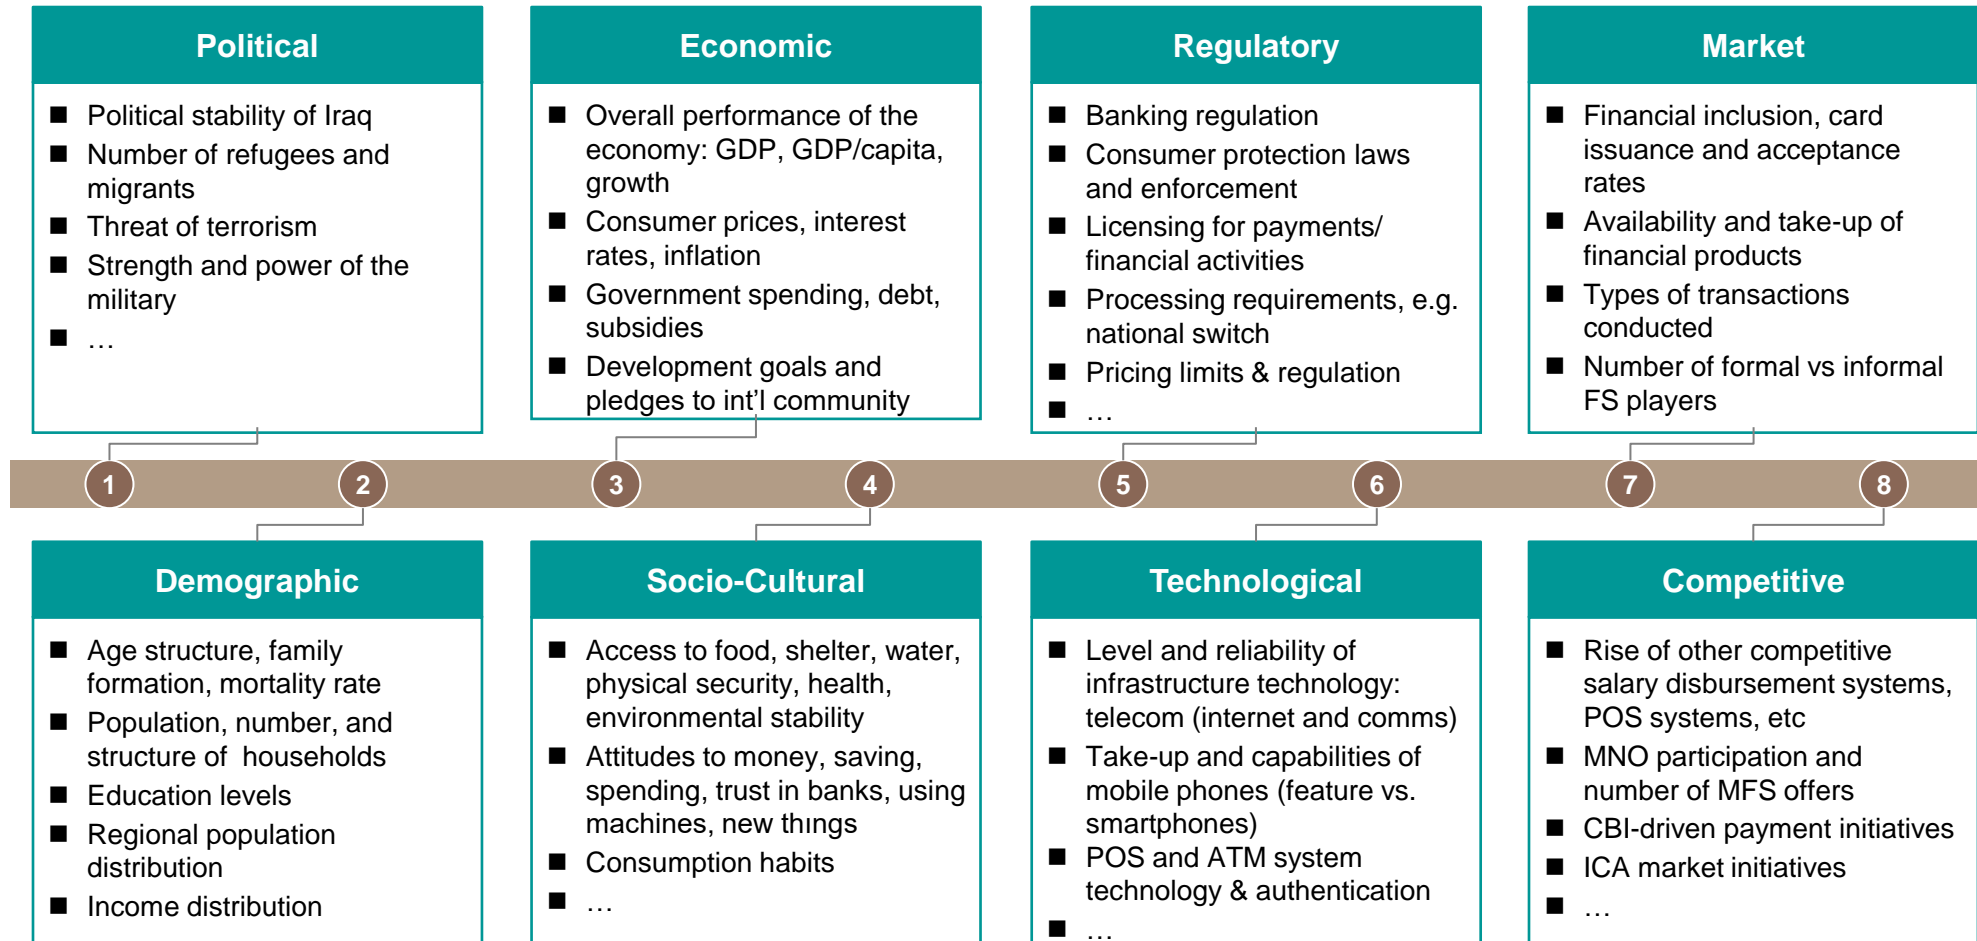 Political
■ Political stability of Iraq
■ Number of refugees and
migrants
■ Threat of terrorism
■ Strength and power of the
military
■ …
Economic
■ Overall performance of the
economy: GDP, GDP/capita,
growth
■ Consumer prices, interest
rates, inflation
■ Government spending, debt,
subsidies
■ Development goals and
pledges to int'l community
Regulatory
■ Banking regulation
■ Consumer protection laws
and enforcement
■ Licensing for payments/
financial activities
■ Processing requirements, e.g.
national switch
■ Pricing limits & regulation
■ …
Market
■ Financial inclusion, card
issuance and acceptance
rates
■ Availability and take-up of
financial products
■ Types of transactions
conducted
■ Number of formal vs informal
FS players
1 2 3 4 5 6 7 8
Demographic
■ Age structure, family
formation, mortality rate
■ Population, number, and
structure of  households
■ Education levels
■ Regional population
distribution
■ Income distribution
Socio-Cultural
■ Access to food, shelter, water,
physical security, health,
environmental stability
■ Attitudes to money, saving,
spending, trust in banks, using
machines, new thıngs
■ Consumption habits
■ …
Technological
■ Level and reliability of
infrastructure technology:
telecom (internet and comms)
■ Take-up and capabilities of
mobile phones (feature vs.
smartphones)
■ POS and ATM system
technology & authentication
■ …
Competitive
■ Rise of other competitive
salary disbursement systems,
POS systems, etc
■ MNO participation and
number of MFS offers
■ CBI-driven payment initiatives
■ ICA market initiatives
■ …